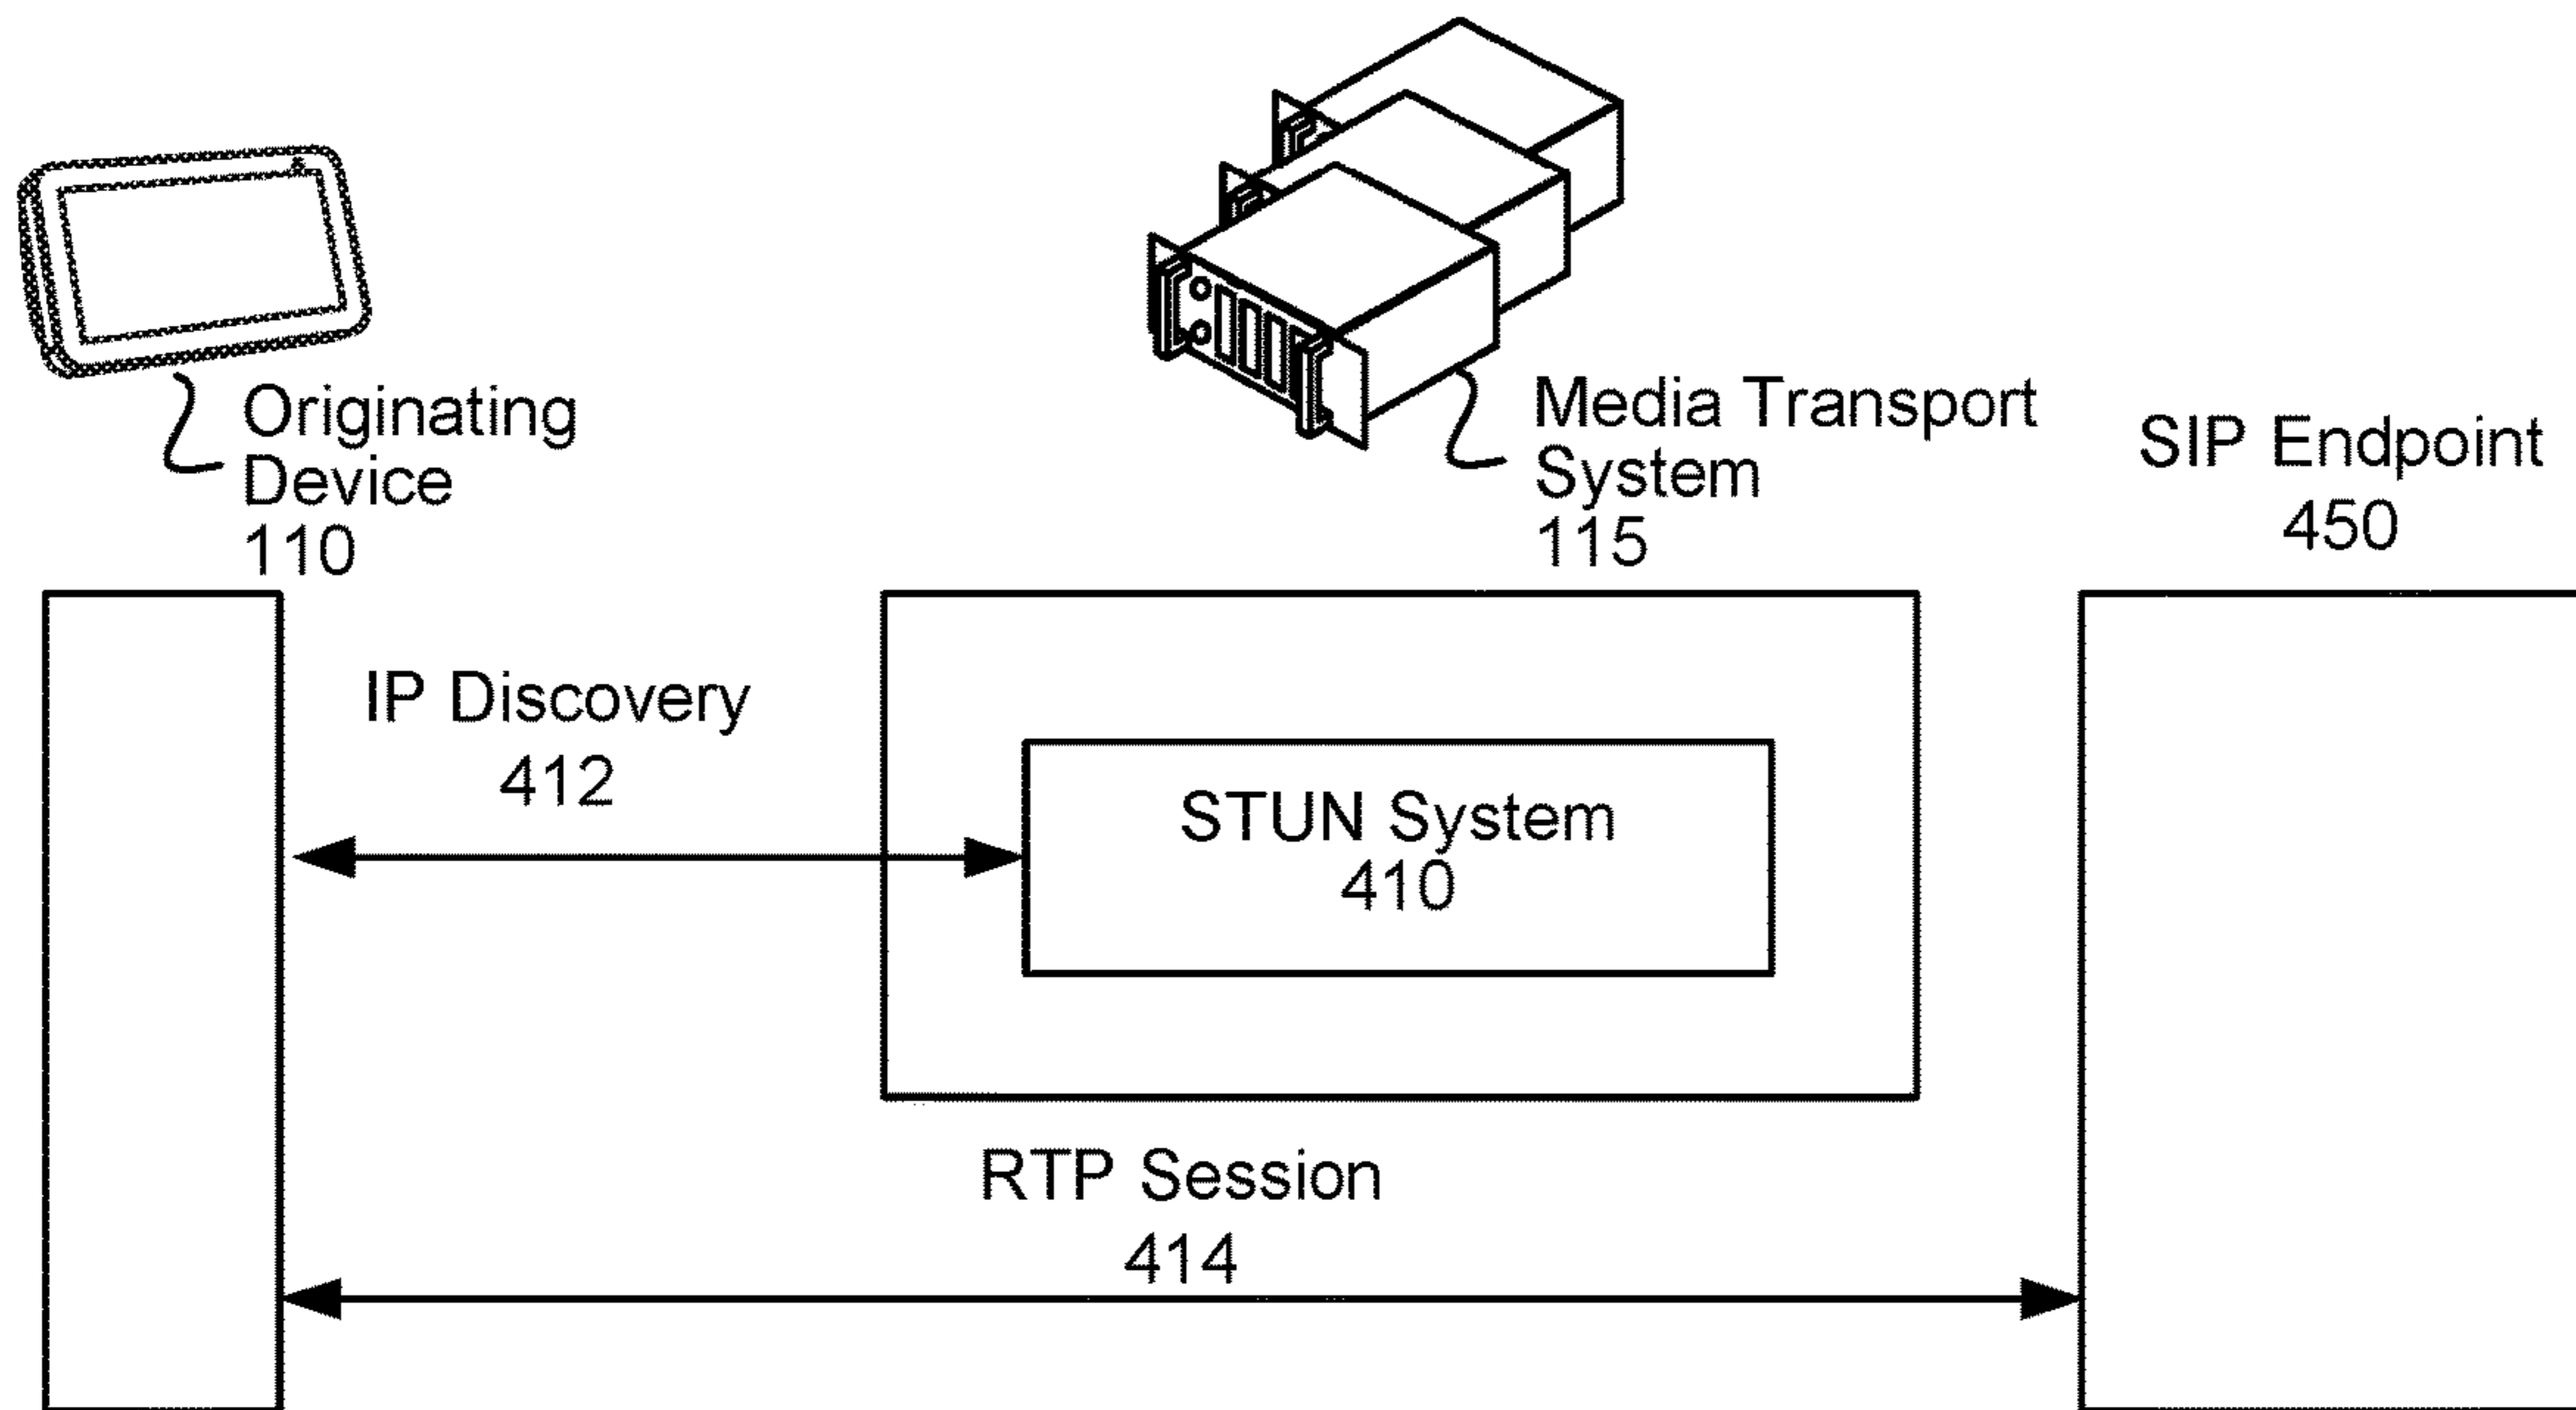 Originating
Device
110
Media Transport
System
115
SIP Endpoint
450
IP Discovery
412
STUN System
410
RTP Session
414